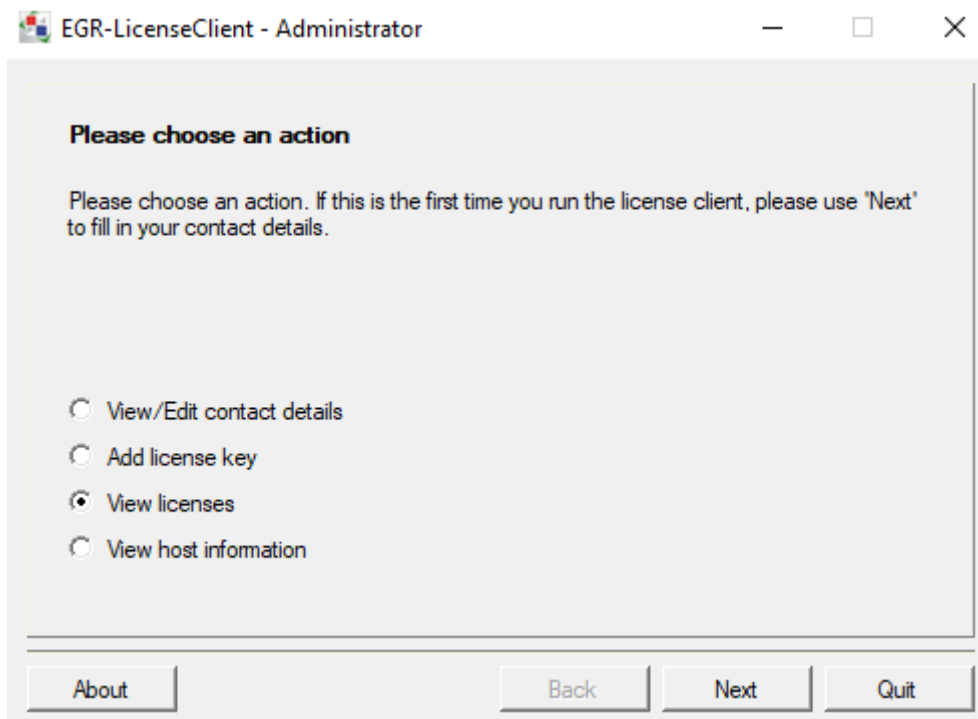 EGR-LicenseClient - Administrator
Please choose an action
Please choose an action. If this is the first time you run the license client, please use 'Next'
to fill in your contact details.
View/Edit contact details
Add license key
View licenses
View host information
About Back Next Quit